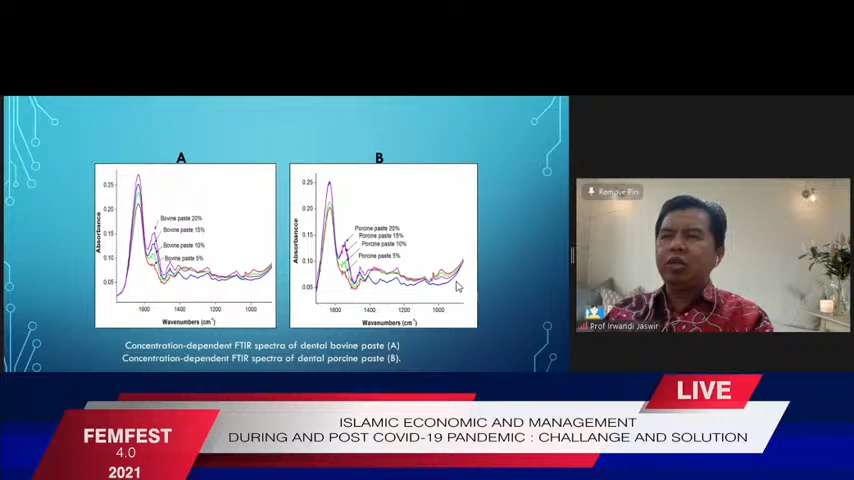 A
B
Absorbance
0.25
0.20
0.15
0.10
0.05
Bovine paste 20%
Bovine paste 15%
Bovine paste 10%
Bovine paste 5%
1600
1400
1200
1000
Wavenumbers (cm⁻¹)
Absorbance
0.25
0.20
0.15
0.10
0.05
Porcine paste 20%
Porcine paste 15%
Porcine paste 10%
Porcine paste 5%
1600
1400
1200
1000
Wavenumbers (cm⁻¹)
Concentration-dependent FTIR spectra of dental bovine paste (A)
Concentration-dependent FTIR spectra of dental porcine paste (B).
Remove Pin
Prof Irwandi Jaswir
LIVE
FEMFEST
4.0
2021
ISLAMIC ECONOMIC AND MANAGEMENT
DURING AND POST COVID-19 PANDEMIC : CHALLANGE AND SOLUTION